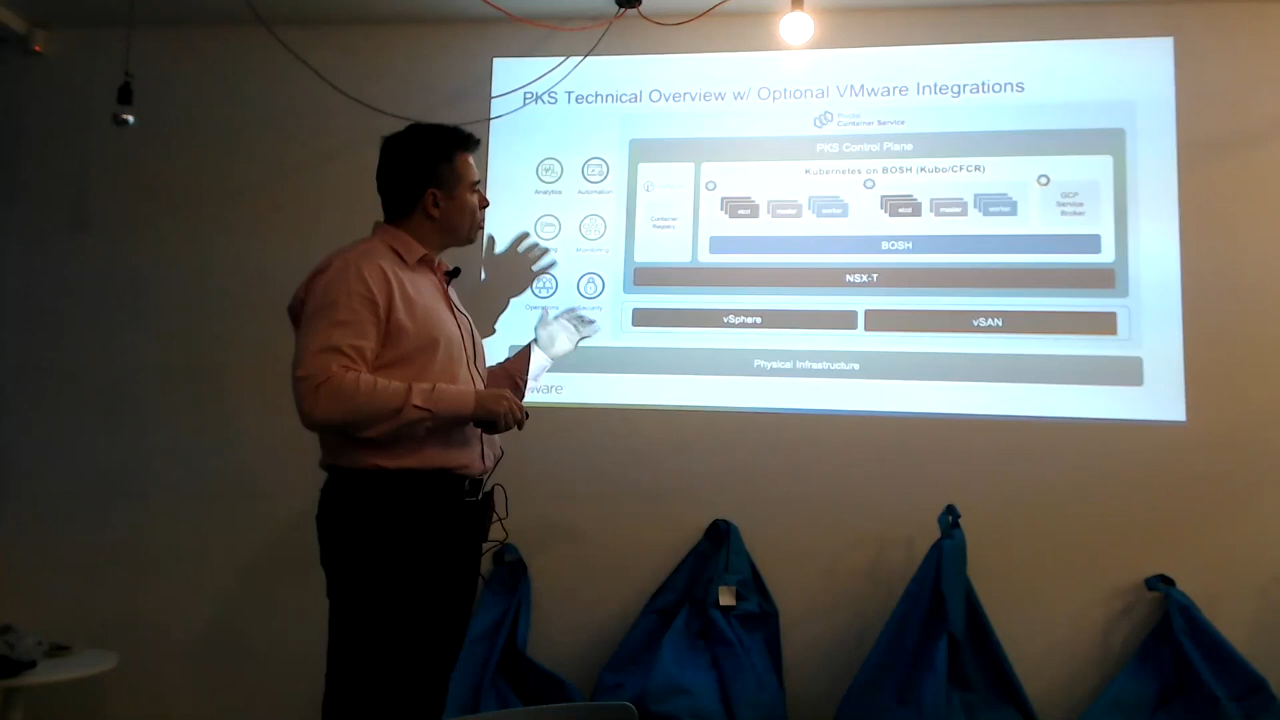 PKS Technical Overview w/ Optional VMware Integrations
Pivotal
Container Service
PKS Control Plane
Kubernetes on BOSH (Kubo/CFCR)
Analytics
Automation
Container
Registry
etcd
master
worker
etcd
master
worker
GCP
Service
Broker
Monitoring
BOSH
NSX-T
Operations
Security
vSphere
vSAN
Physical Infrastructure
ware